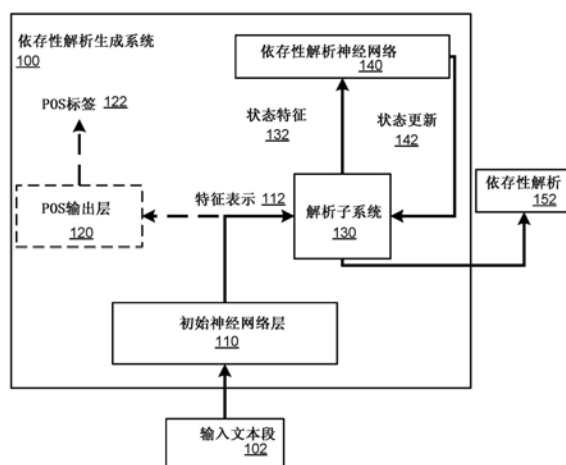 依存性解析生成系统
100
依存性解析神经网络
140
POS标签 122
状态特征
132
状态更新
142
依存性解析
152
特征表示 112
POS输出层
120
解析子系统
130
初始神经网络层
110
输入文本段
102